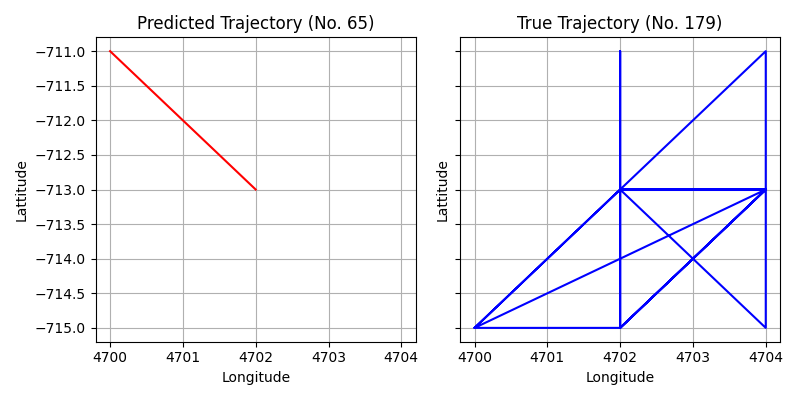 Predicted Trajectory (No. 65)
−711.0
−711.5
−712.0
−712.5
−713.0
−713.5
−714.0
−714.5
−715.0
Lattitude
4700 4701 4702 4703 4704
Longitude
True Trajectory (No. 179)
Lattitude
4700 4701 4702 4703 4704
Longitude